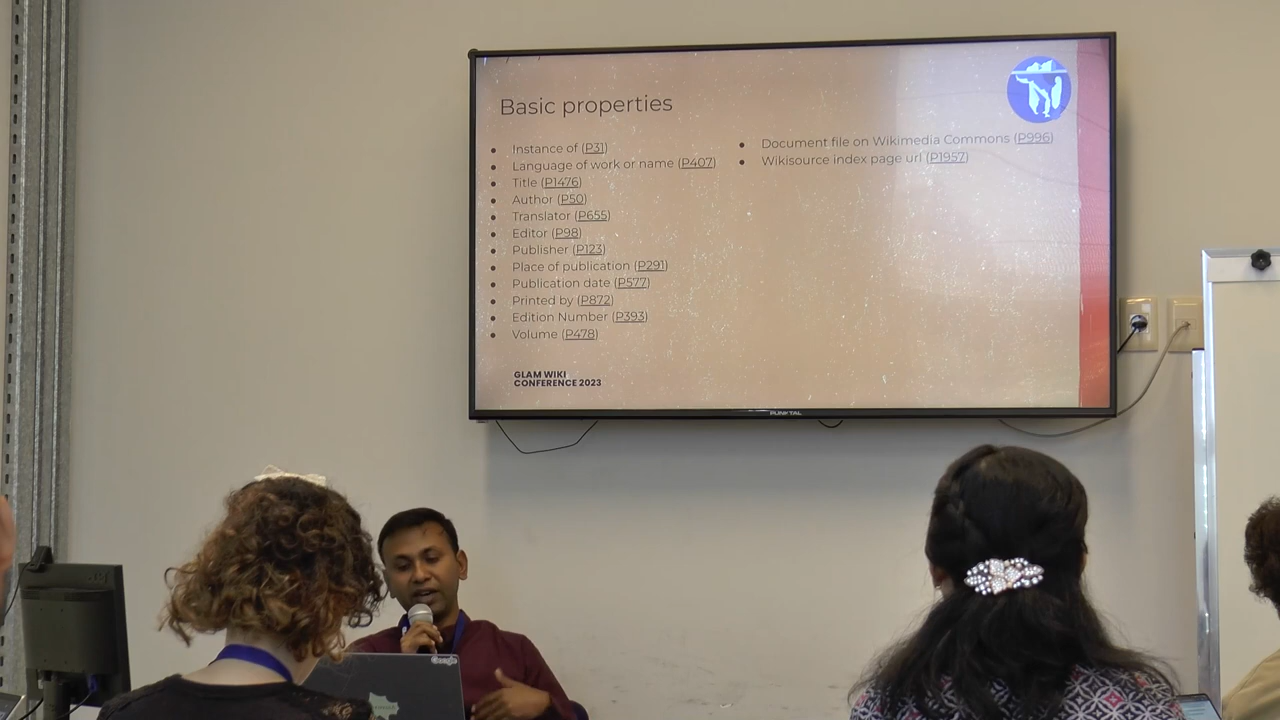 Basic properties
Instance of (P31)
Language of work or name (P407)
Title (P1476)
Author (P50)
Translator (P655)
Editor (P98)
Publisher (P123)
Place of publication (P291)
Publication date (P577)
Printed by (P872)
Edition Number (P393)
Volume (P478)
Document file on Wikimedia Commons (P996)
Wikisource index page url (P1957)
GLAM WIKI
CONFERENCE 2023
PUNKTAL
Google